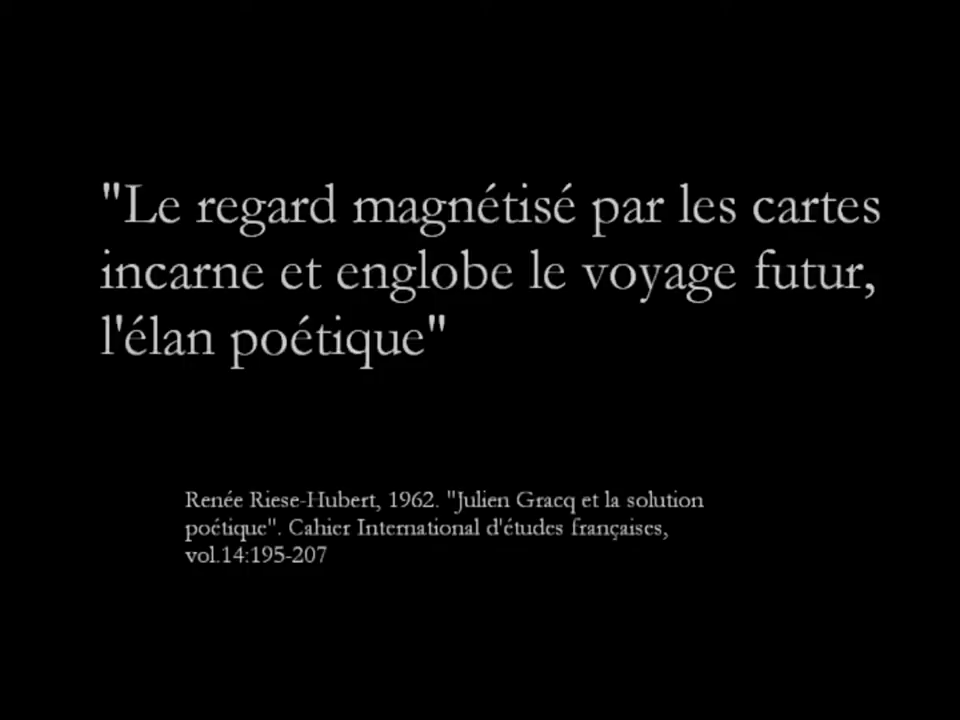 "Le regard magnétisé par les cartes
incarne et englobe le voyage futur,
l'élan poétique"
Renée Riese-Hubert, 1962. "Julien Gracq et la solution
poétique". Cahier International d'études françaises,
vol.14:195-207